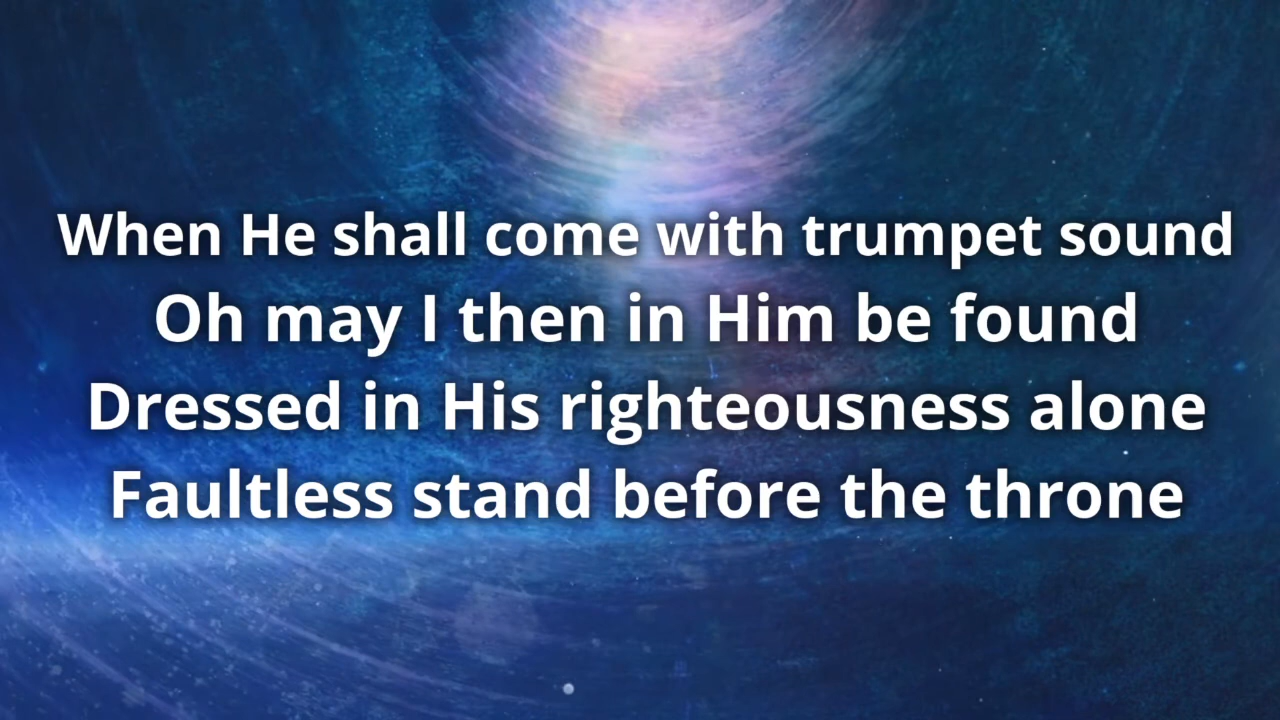 When He shall come with trumpet sound
Oh may I then in Him be found
Dressed in His righteousness alone
Faultless stand before the throne